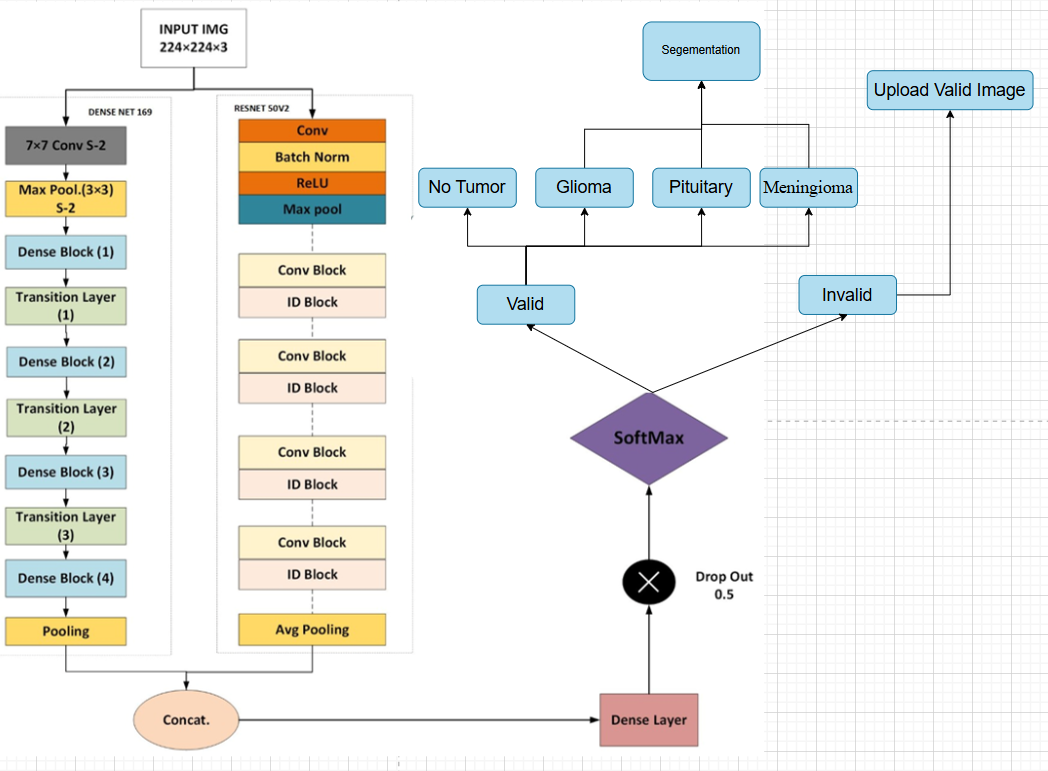 INPUT IMG
224×224×3
DENSE NET 169
7×7 Conv S-2
Max Pool.(3×3)
S-2
Dense Block (1)
Transition Layer
(1)
Dense Block (2)
Transition Layer
(2)
Dense Block (3)
Transition Layer
(3)
Dense Block (4)
Pooling
RESNET 50V2
Conv
Batch Norm
ReLU
Max pool
Conv Block
ID Block
Conv Block
ID Block
Conv Block
ID Block
Conv Block
ID Block
Avg Pooling
Concat.
Dense Layer
Drop Out
0.5
SoftMax
Valid
Invalid
No Tumor
Glioma
Pituitary
Meningioma
Segementation
Upload Valid Image